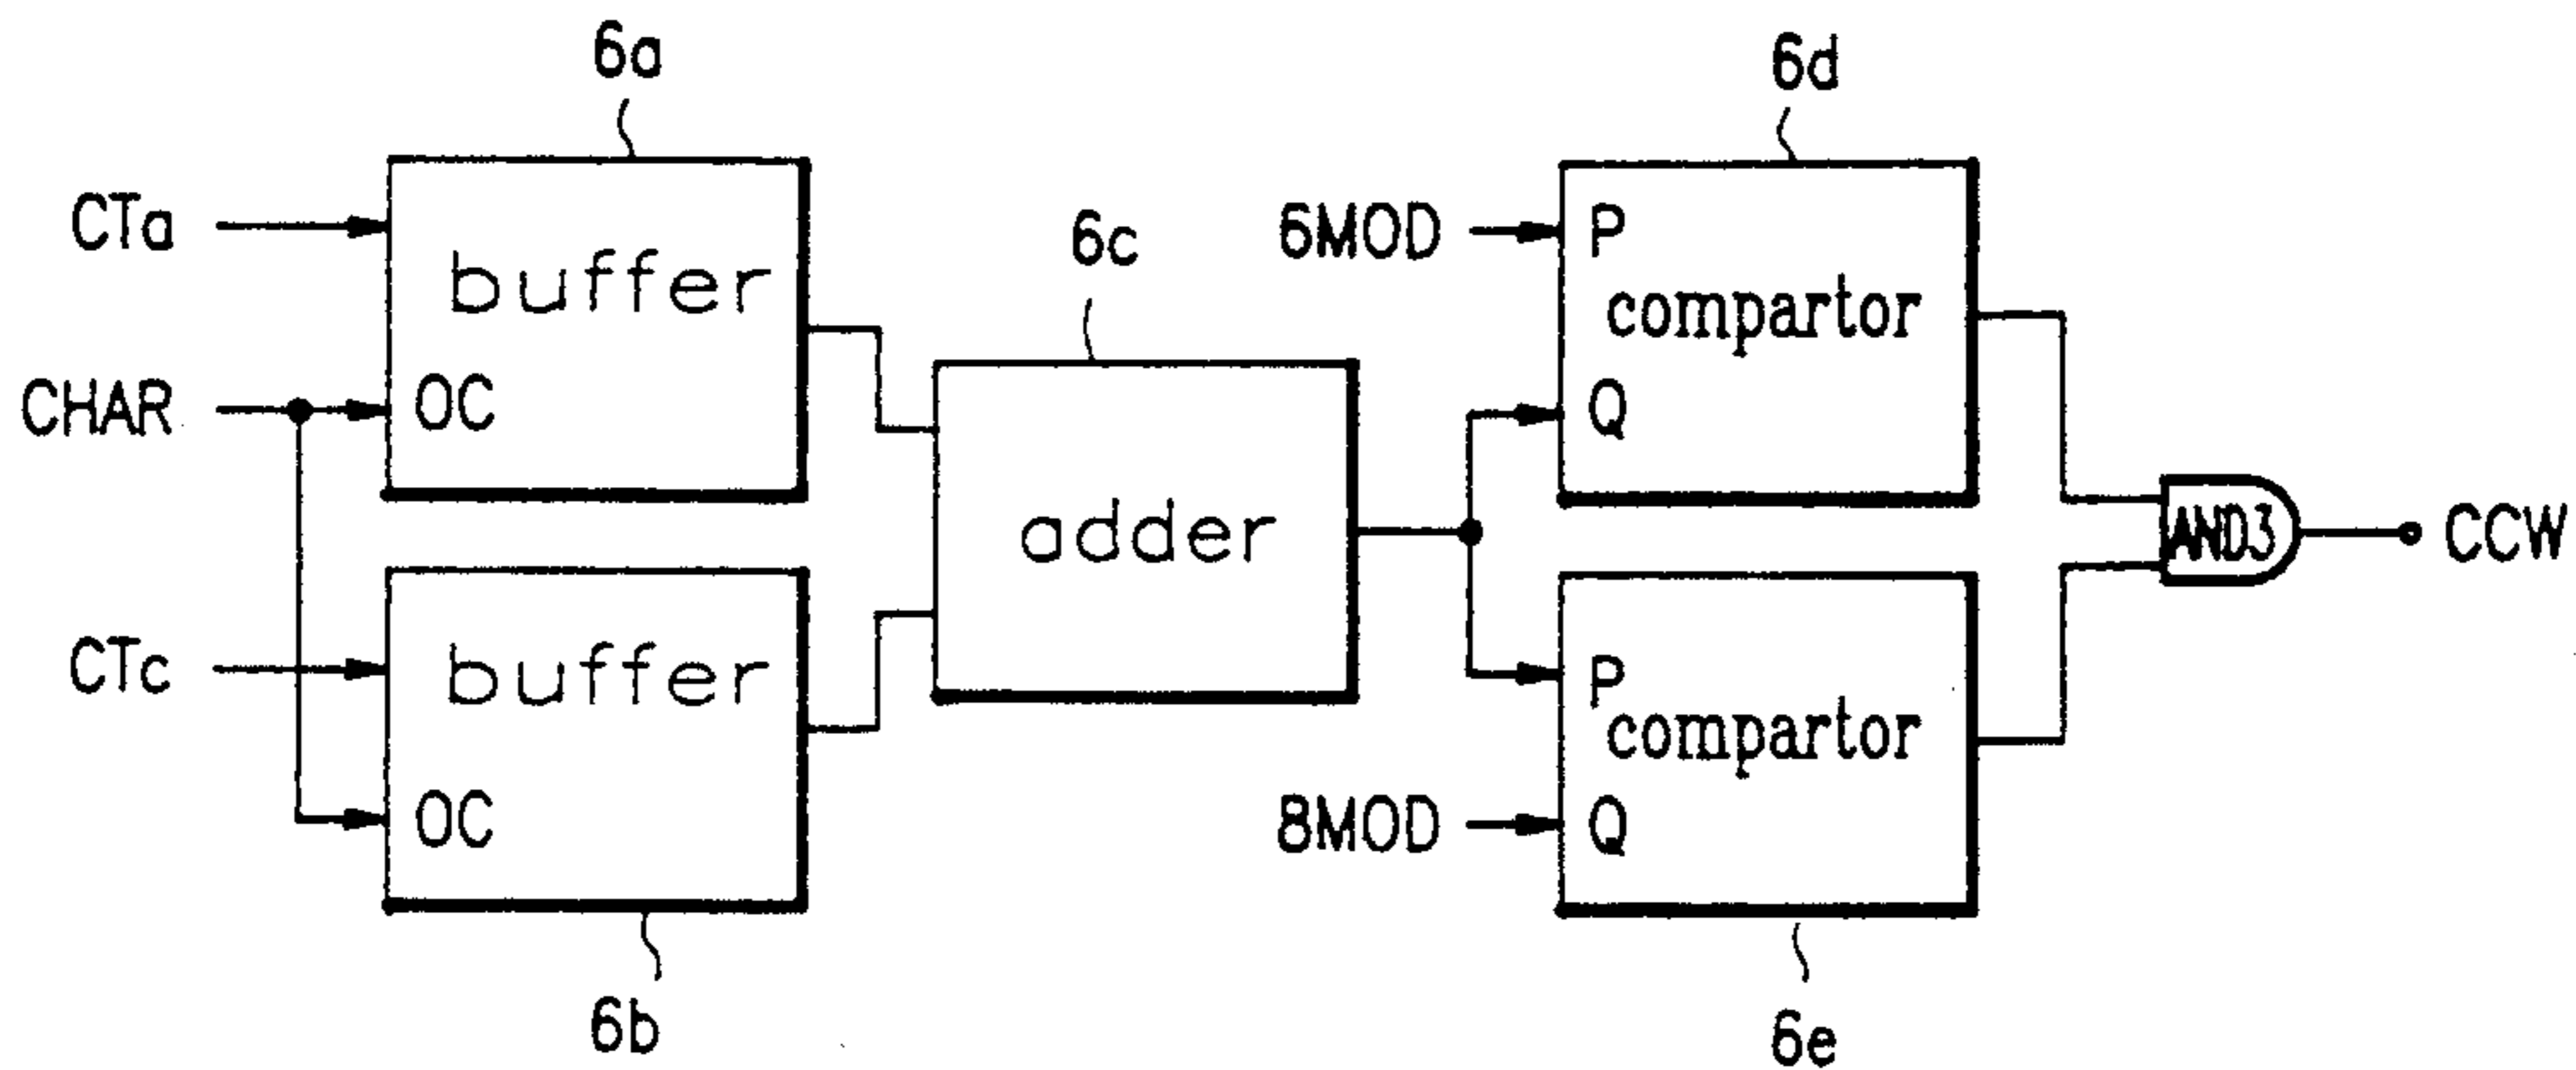 6a
CTa
buffer
CHAR
OC
CTc
buffer
OC
6b
6c
adder
6d
6MOD
P
compartor
Q
P
compartor
8MOD
Q
6e
AND3
CCW